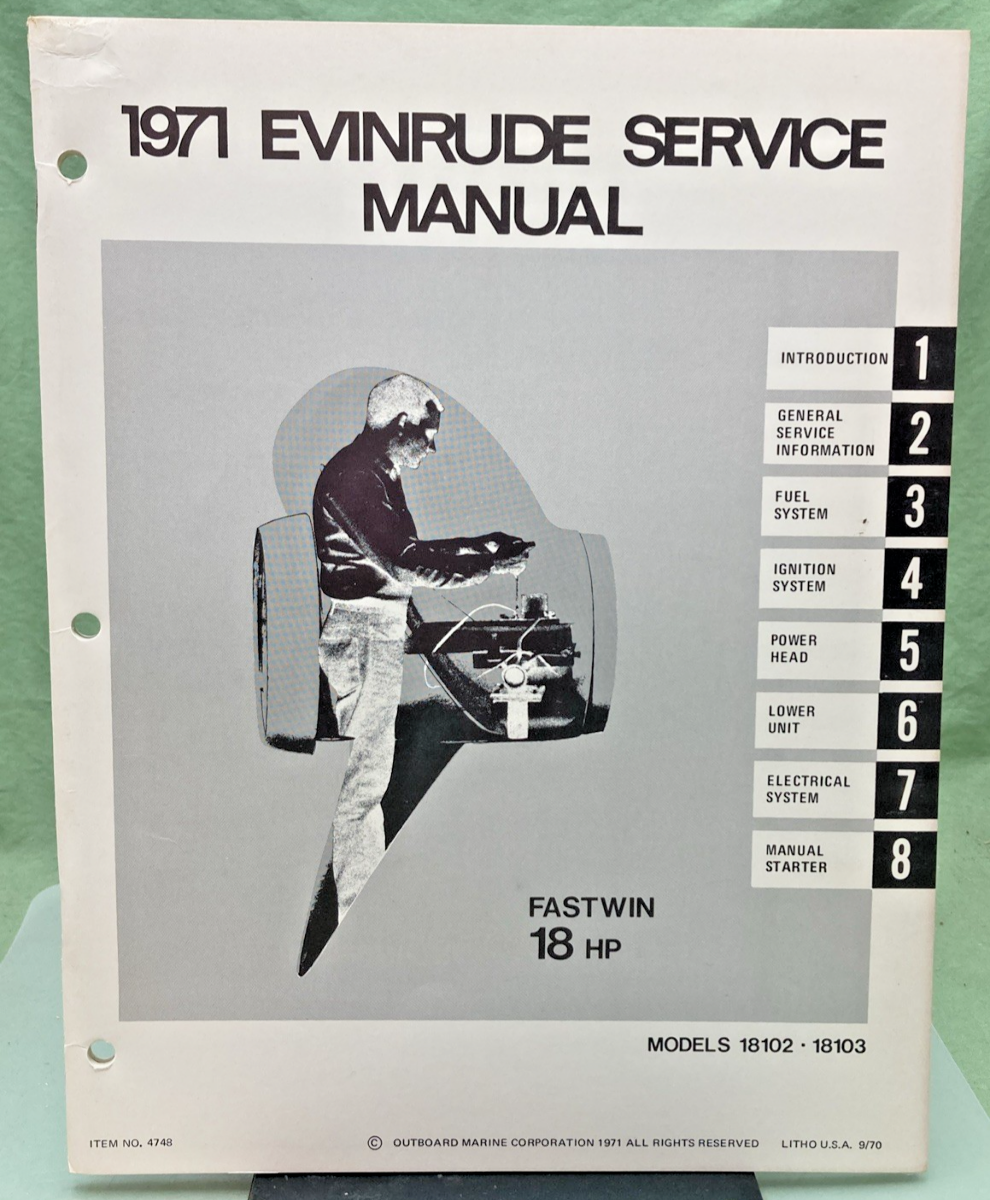 1971 EVINRUDE SERVICE
MANUAL
INTRODUCTION 1
GENERAL
SERVICE
INFORMATION 2
FUEL
SYSTEM 3
IGNITION
SYSTEM 4
POWER
HEAD 5
LOWER
UNIT 6
ELECTRICAL
SYSTEM 7
MANUAL
STARTER 8
FASTWIN
18 HP
MODELS 18102 · 18103
ITEM NO. 4748 © OUTBOARD MARINE CORPORATION 1971 ALL RIGHTS RESERVED LITHO U.S.A. 9/70